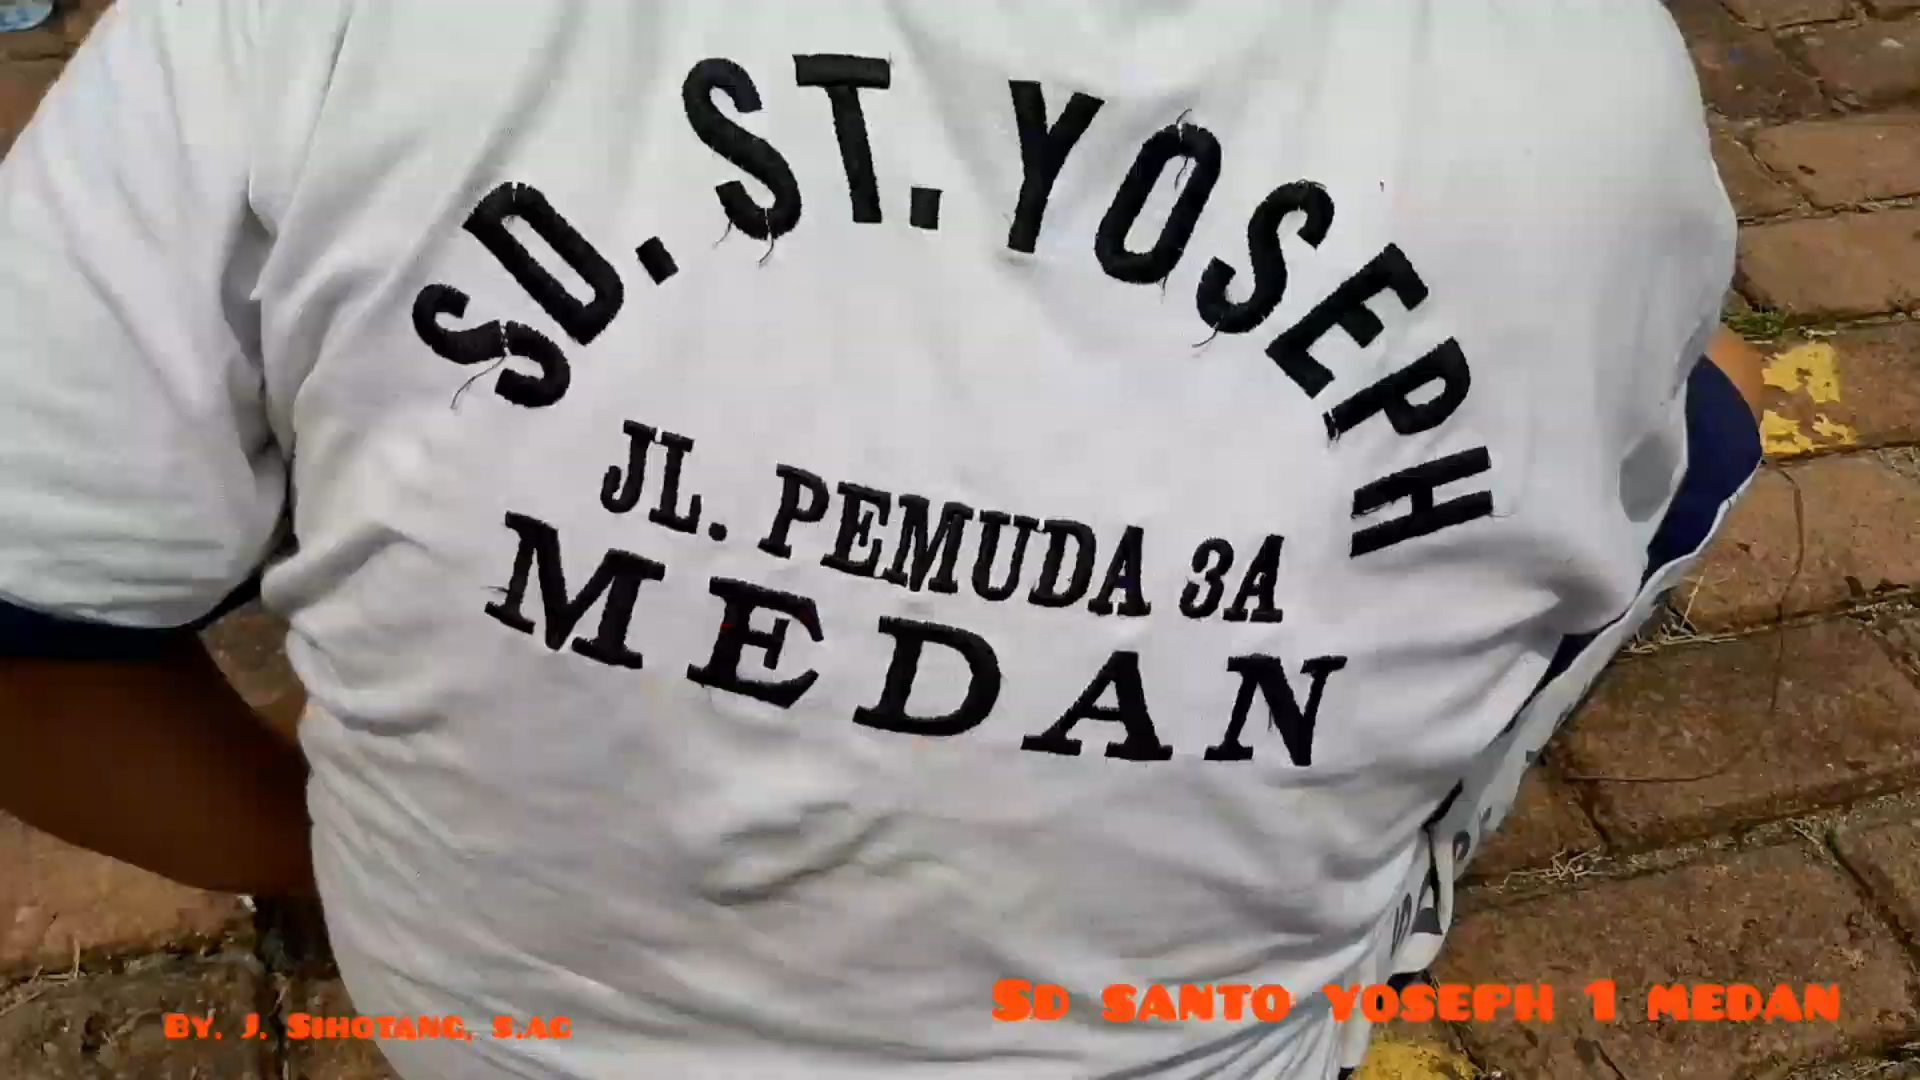 SD. ST. YOSEPH
JL. PEMUDA 3A
MEDAN
SD SANTO YOSEPH 1 MEDAN
BY. J. SIHOTANG, S.AG